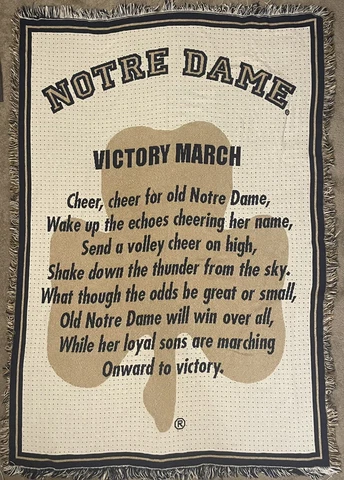 NOTRE DAME®
VICTORY MARCH
Cheer, cheer for old Notre Dame,
Wake up the echoes cheering her name,
Send a volley cheer on high,
Shake down the thunder from the sky.
What though the odds be great or small,
Old Notre Dame will win over all,
While her loyal sons are marching
Onward to victory.
®